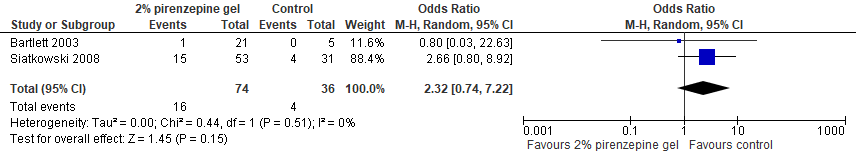 2% pirenzepine gel Control Odds Ratio Odds Ratio
Study or Subgroup Events Total Events Total Weight M-H, Random, 95% CI M-H, Random, 95% CI
Bartlett 2003 1 21 0 5 11.6% 0.80 [0.03, 22.63]
Siatkowski 2008 15 53 4 31 88.4% 2.66 [0.80, 8.92]
Total (95% CI) 74 36 100.0% 2.32 [0.74, 7.22]
Total events 16 4
Heterogeneity: Tau² = 0.00; Chi² = 0.44, df = 1 (P = 0.51); I² = 0%
Test for overall effect: Z = 1.45 (P = 0.15)
0.001 0.1 1 10 1000
Favours 2% pirenzepine gel Favours control